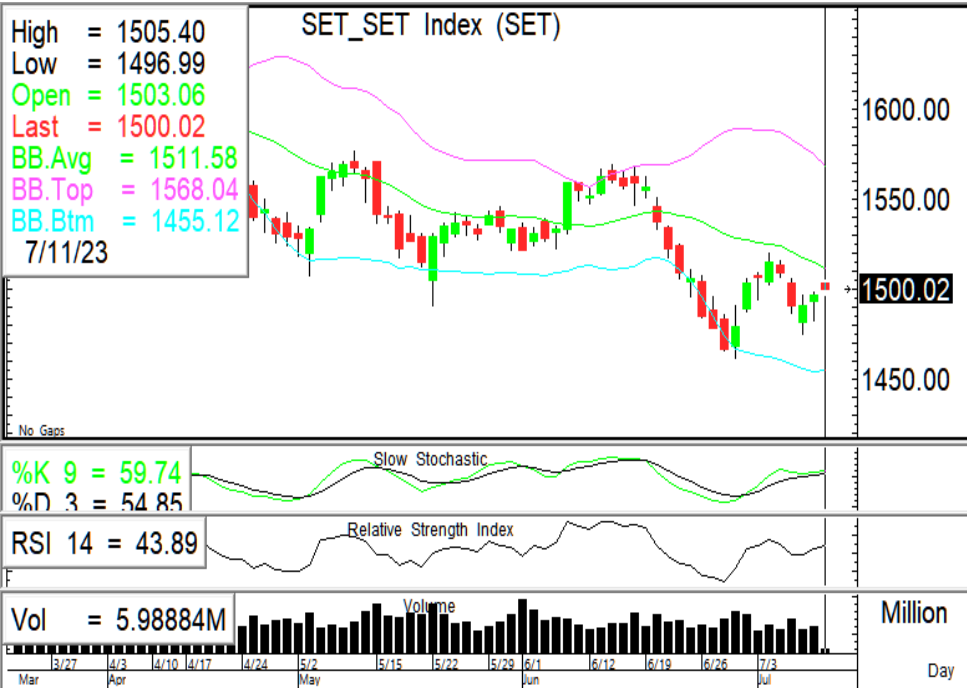 SET_SET Index (SET)
High = 1505.40
Low = 1496.99
Open = 1503.06
Last = 1500.02
BB.Avg = 1511.58
BB.Top = 1568.04
BB.Btm = 1455.12
7/11/23
1600.00
1550.00
1500.02
1450.00
No Gaps
Slow Stochastic
%K 9 = 59.74
%D 3 = 54.85
Relative Strength Index
RSI 14 = 43.89
Volume
Vol = 5.98884M
Million
3/27 4/3 4/10 4/17 4/24 5/2 5/15 5/22 5/29 6/1 6/12 6/19 6/26 7/3
Mar Apr May Jun Jul
Day